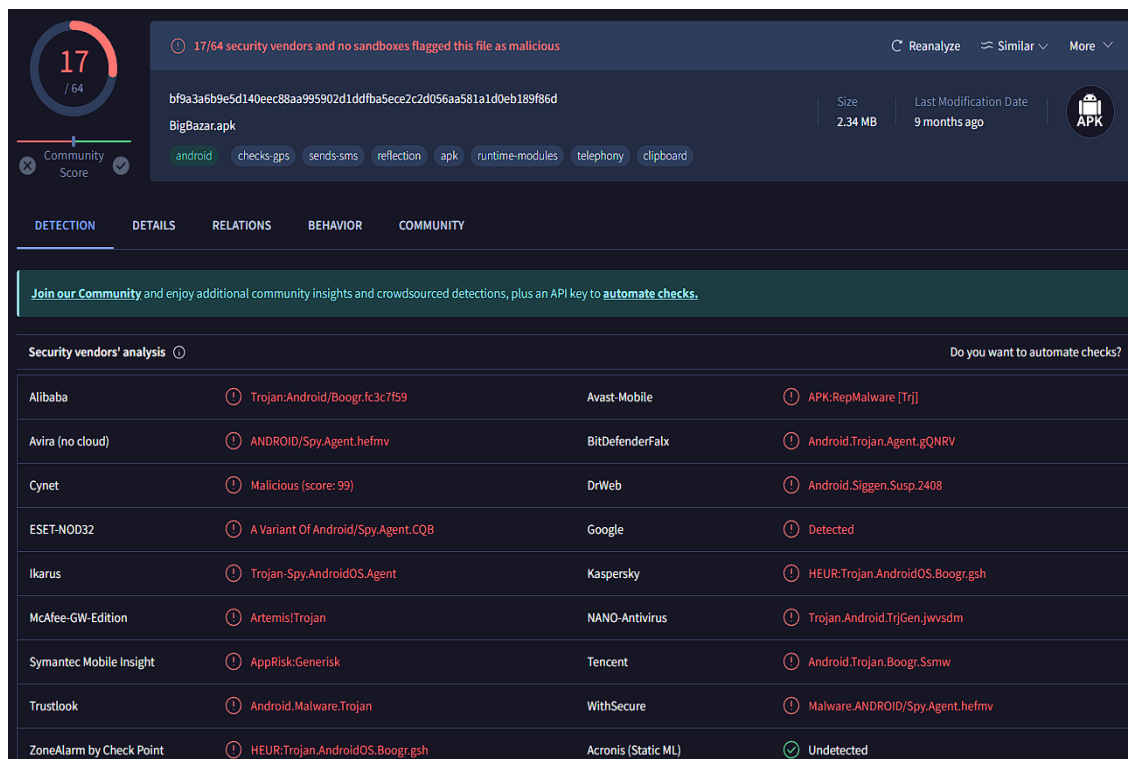 17
/ 64
Community
Score
17/64 security vendors and no sandboxes flagged this file as malicious
Reanalyze
Similar
More
bf9a3a6b9e5d140eec88aa995902d1ddfba5ece2c2d056aa581a1d0eb189f86d
BigBazar.apk
Size
2.34 MB
Last Modification Date
9 months ago
APK
android
checks-gps
sends-sms
reflection
apk
runtime-modules
telephony
clipboard
DETECTION
DETAILS
RELATIONS
BEHAVIOR
COMMUNITY
Join our Community and enjoy additional community insights and crowdsourced detections, plus an API key to automate checks.
Security vendors' analysis
Do you want to automate checks?
Alibaba
Trojan:Android/Boogr.fc3c7f59
Avast-Mobile
APK:RepMalware [Trj]
Avira (no cloud)
ANDROID/Spy.Agent.hefmv
BitDefenderFalx
Android.Trojan.Agent.gQNRV
Cynet
Malicious (score: 99)
DrWeb
Android.Siggen.Susp.2408
ESET-NOD32
A Variant Of Android/Spy.Agent.CQB
Google
Detected
Ikarus
Trojan-Spy.AndroidOS.Agent
Kaspersky
HEUR:Trojan.AndroidOS.Boogr.gsh
McAfee-GW-Edition
Artemis!Trojan
NANO-Antivirus
Trojan.Android.TrjGen.jwvsdm
Symantec Mobile Insight
AppRisk:Generisk
Tencent
Android.Trojan.Boogr.Ssmw
Trustlook
Android.Malware.Trojan
WithSecure
Malware.ANDROID/Spy.Agent.hefmv
ZoneAlarm by Check Point
HEUR:Trojan.AndroidOS.Boogr.gsh
Acronis (Static ML)
Undetected